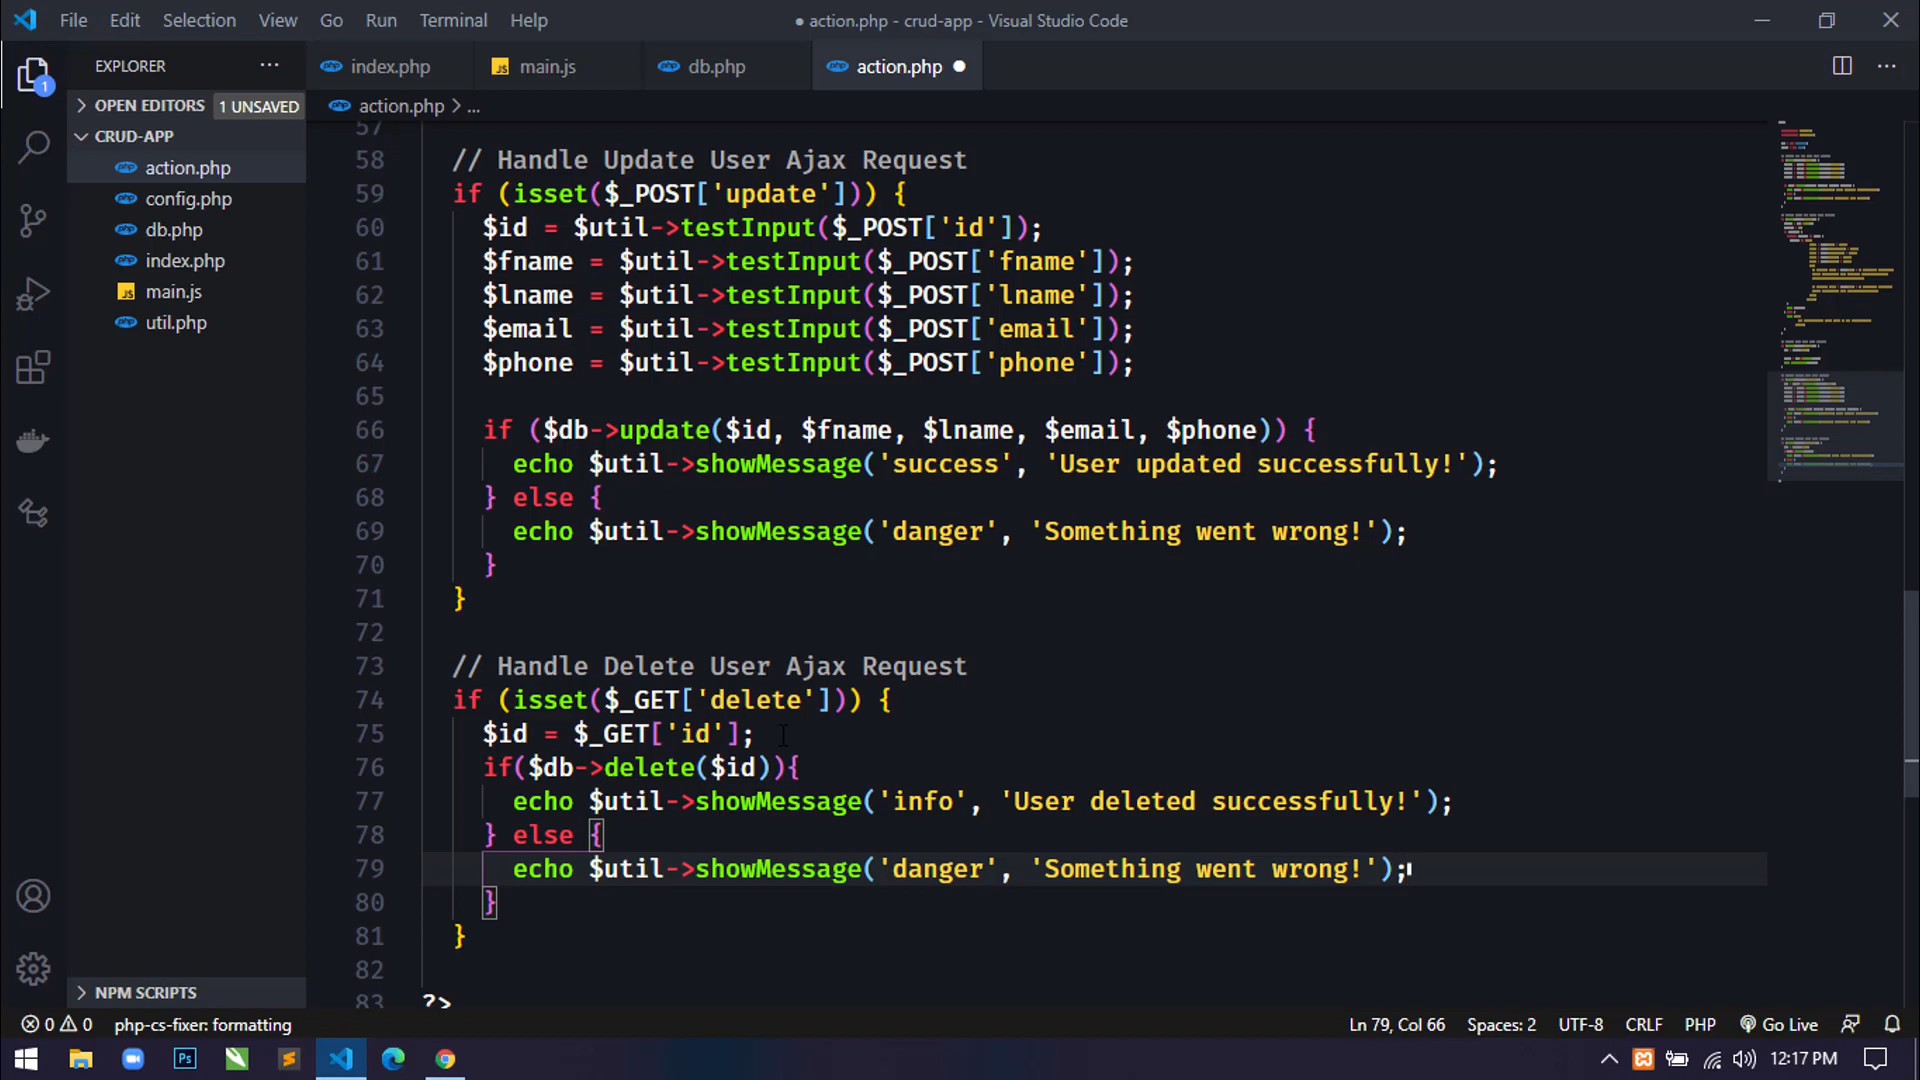 File Edit Selection View Go Run Terminal Help
● action.php - crud-app - Visual Studio Code
EXPLORER
index.php
main.js
db.php
action.php
OPEN EDITORS 1 UNSAVED
action.php > ...
CRUD-APP
action.php
config.php
db.php
index.php
JS main.js
util.php
NPM SCRIPTS
57
58 // Handle Update User Ajax Request
59 if (isset($_POST['update'])) {
60 $id = $util->testInput($_POST['id']);
61 $fname = $util->testInput($_POST['fname']);
62 $lname = $util->testInput($_POST['lname']);
63 $email = $util->testInput($_POST['email']);
64 $phone = $util->testInput($_POST['phone']);
65
66 if ($db->update($id, $fname, $lname, $email, $phone)) {
67 echo $util->showMessage('success', 'User updated successfully!');
68 } else {
69 echo $util->showMessage('danger', 'Something went wrong!');
70 }
71 }
72
73 // Handle Delete User Ajax Request
74 if (isset($_GET['delete'])) {
75 $id = $_GET['id'];
76 if($db->delete($id)){
77 echo $util->showMessage('info', 'User deleted successfully!');
78 } else {
79 echo $util->showMessage('danger', 'Something went wrong!');
80 }
81 }
82
83 ?>
0 0 php-cs-fixer: formatting
Ln 79, Col 66 Spaces: 2 UTF-8 CRLF PHP Go Live
12:17 PM